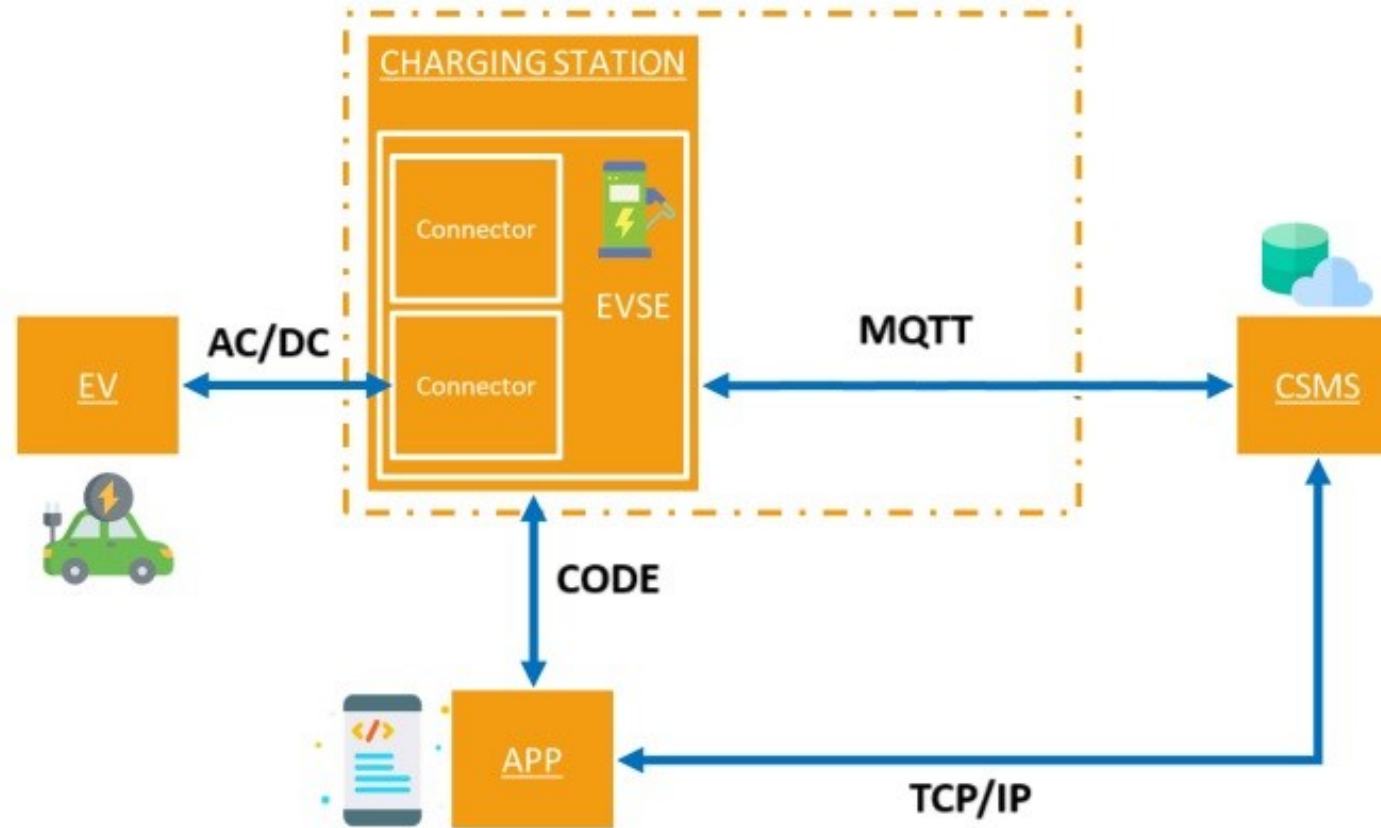 CHARGING STATION
Connector
EVSE
Connector
AC/DC
EV
MQTT
CSMS
CODE
</>
APP
TCP/IP